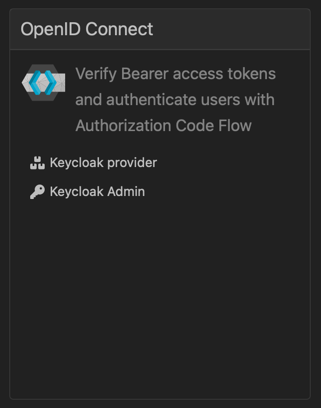 OpenID Connect
Verify Bearer access tokens
and authenticate users with
Authorization Code Flow
Keycloak provider
Keycloak Admin